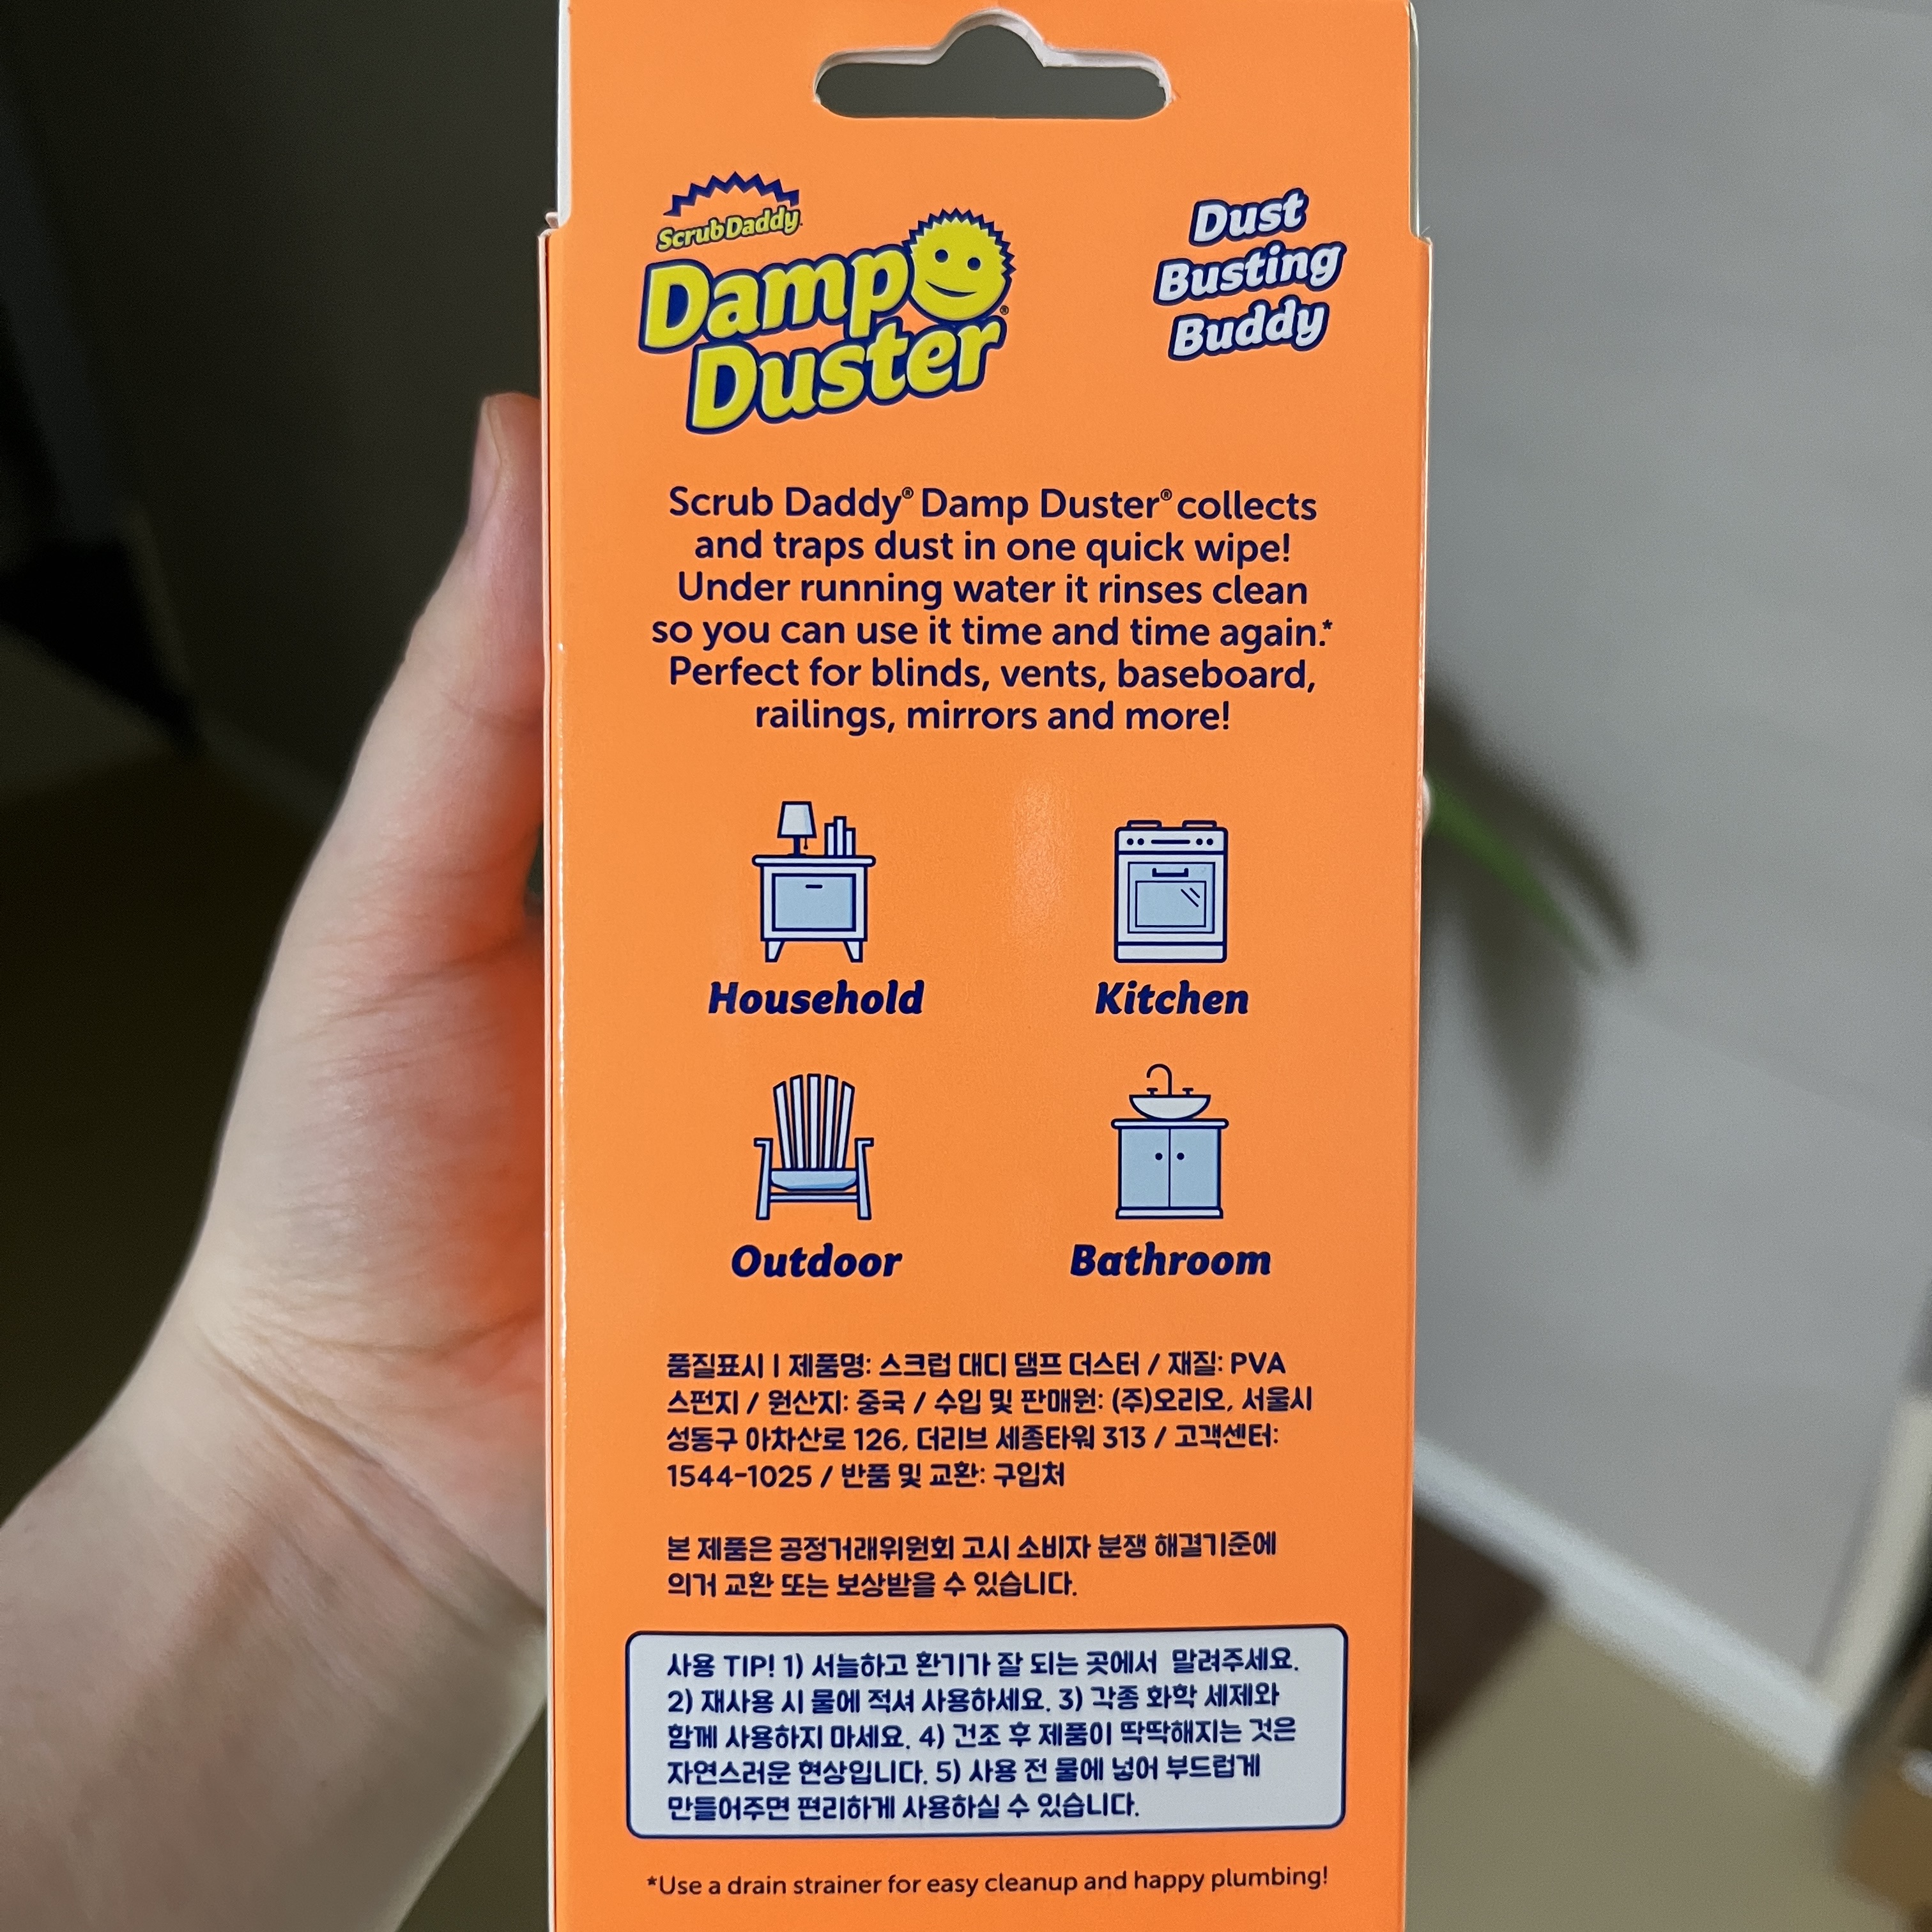 Scrub Daddy
Damp
Duster®
Dust
Busting
Buddy
Scrub Daddy® Damp Duster® collects
and traps dust in one quick wipe!
Under running water it rinses clean
so you can use it time and time again.*
Perfect for blinds, vents, baseboard,
railings, mirrors and more!
Household
Kitchen
Outdoor
Bathroom
품질표시 | 제품명: 스크럽 대디 댐프 더스터 / 재질: PVA
스펀지 / 원산지: 중국 / 수입 및 판매원: (주)오리오, 서울시
성동구 아차산로 126, 더리브 세종타워 313 / 고객센터:
1544-1025 / 반품 및 교환: 구입처
본 제품은 공정거래위원회 고시 소비자 분쟁 해결기준에
의거 교환 또는 보상받을 수 있습니다.
사용 TIP! 1) 서늘하고 환기가 잘 되는 곳에서 말려주세요.
2) 재사용 시 물에 적셔 사용하세요. 3) 각종 화학 세제와
함께 사용하지 마세요. 4) 건조 후 제품이 딱딱해지는 것은
자연스러운 현상입니다. 5) 사용 전 물에 넣어 부드럽게
만들어주면 편리하게 사용하실 수 있습니다.
*Use a drain strainer for easy cleanup and happy plumbing!